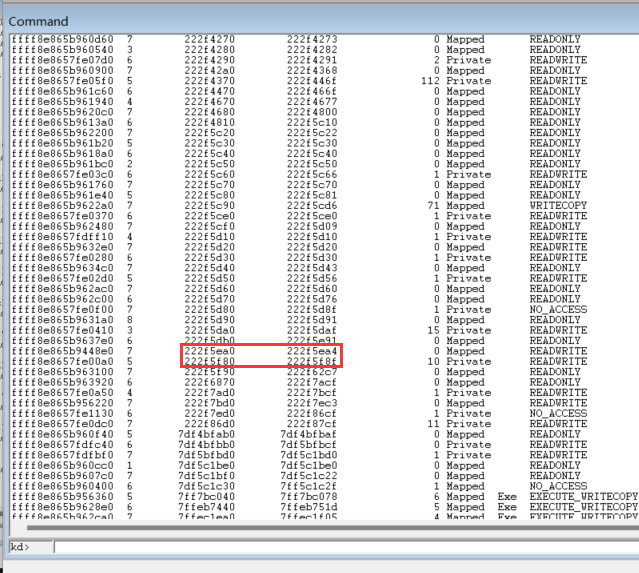 Command
ffff8e865b960d60 7 222f4270 222f4273 0 Mapped READONLY
ffff8e865b960540 3 222f4280 222f4282 0 Mapped READONLY
ffff8e8657fe07d0 6 222f4290 222f4291 2 Private READWRITE
ffff8e865b960900 7 222f42a0 222f4368 0 Mapped READONLY
ffff8e8657fe05f0 5 222f4370 222f446f 112 Private READWRITE
ffff8e865b961c60 6 222f4470 222f466f 0 Mapped READONLY
ffff8e865b961940 4 222f4670 222f4677 0 Mapped READONLY
ffff8e865b9620c0 7 222f4680 222f4800 0 Mapped READONLY
ffff8e865b9613a0 6 222f4810 222f5c10 0 Mapped READONLY
ffff8e865b962200 7 222f5c20 222f5c22 0 Mapped READONLY
ffff8e865b961b20 5 222f5c30 222f5c30 0 Mapped READONLY
ffff8e865b9618a0 6 222f5c40 222f5c40 0 Mapped READONLY
ffff8e865b961bc0 2 222f5c50 222f5c50 0 Mapped READONLY
ffff8e8657fe03c0 6 222f5c60 222f5c66 1 Private READWRITE
ffff8e865b961760 7 222f5c70 222f5c70 0 Mapped READONLY
ffff8e865b961e40 5 222f5c80 222f5c81 0 Mapped READONLY
ffff8e865b9622a0 7 222f5c90 222f5cd6 71 Mapped WRITECOPY
ffff8e8657fe0370 6 222f5ce0 222f5ce0 1 Private READWRITE
ffff8e865b962480 7 222f5cf0 222f5d09 0 Mapped READONLY
ffff8e8657fdff10 4 222f5d10 222f5d10 1 Private READWRITE
ffff8e865b9632e0 7 222f5d20 222f5d20 0 Mapped READONLY
ffff8e8657fe0280 6 222f5d30 222f5d30 1 Private READWRITE
ffff8e865b9634c0 7 222f5d40 222f5d43 0 Mapped READONLY
ffff8e8657fe02d0 5 222f5d50 222f5d56 1 Private READWRITE
ffff8e865b962ac0 7 222f5d60 222f5d60 0 Mapped READONLY
ffff8e865b962c00 6 222f5d70 222f5d76 0 Mapped READONLY
ffff8e8657fe0f00 7 222f5d80 222f5d8f 1 Private NO_ACCESS
ffff8e865b9631a0 8 222f5d90 222f5d91 0 Mapped READONLY
ffff8e8657fe0410 3 222f5da0 222f5daf 15 Private READWRITE
ffff8e865b9637e0 6 222f5db0 222f5e91 0 Mapped READONLY
ffff8e865b9448e0 7 222f5ea0 222f5ea4 0 Mapped READWRITE
ffff8e8657fe00a0 5 222f5f80 222f5f8f 10 Private READWRITE
ffff8e865b963100 7 222f5f90 222f62c7 0 Mapped READONLY
ffff8e865b963920 6 222f6870 222f7acf 0 Mapped READONLY
ffff8e8657fe0a50 4 222f7ad0 222f7bcf 1 Private READWRITE
ffff8e865b956220 7 222f7bd0 222f7ec3 0 Mapped READWRITE
ffff8e8657fe1130 6 222f7ed0 222f86cf 1 Private NO_ACCESS
ffff8e8657fe0dc0 7 222f86d0 222f87cf 11 Private READWRITE
ffff8e865b960f40 5 7df4bfab0 7df4bfbaf 0 Mapped READONLY
ffff8e8657fdfc40 6 7df4bfbb0 7df5bfbcf 0 Private READWRITE
ffff8e8657fdfbf0 7 7df5bfbd0 7df5c1bd0 1 Private READWRITE
ffff8e865b960cc0 1 7df5c1be0 7df5c1be0 0 Mapped READONLY
ffff8e865b9607c0 7 7df5c1bf0 7df5c1c22 0 Mapped READONLY
ffff8e865b960400 6 7df5c1c30 7ff5c1c2f 1 Mapped NO_ACCESS
ffff8e865b956360 5 7ff7bc040 7ff7bc078 6 Mapped Exe EXECUTE_WRITECOPY
ffff8e865b9628e0 6 7ffeb7440 7ffeb751d 5 Mapped Exe EXECUTE_WRITECOPY
ffff8e865b962ca0 7 7ffec1ea0 7ffec1f05 4 Mapped Exe EXECUTE_WRITECOPY
kd>